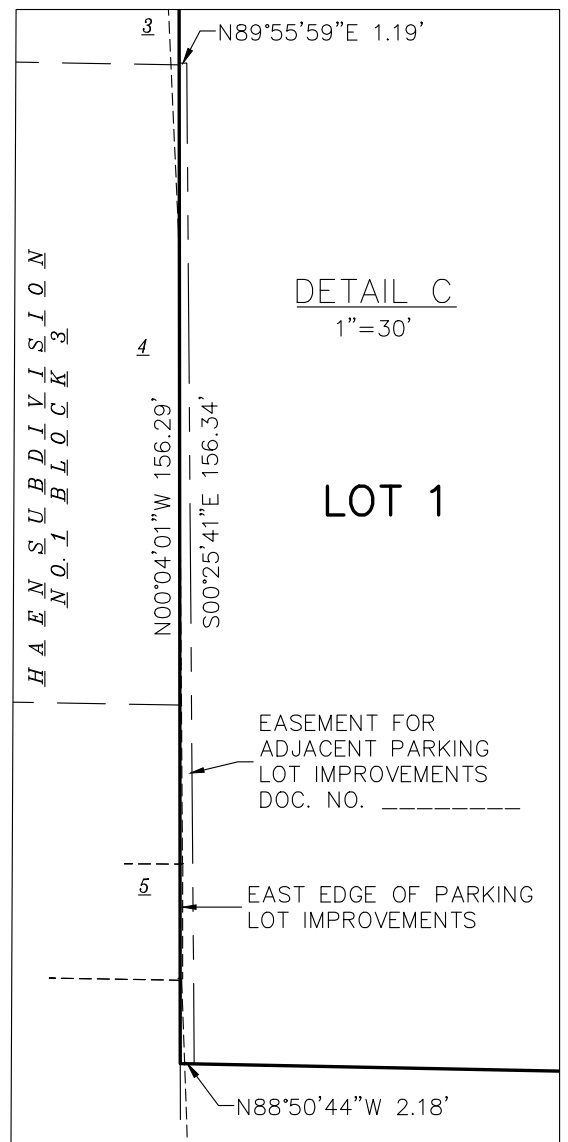 3
N89°55'59"E 1.19'
DETAIL C
1"=30'
HAEN SUBDIVISION
NO. 1 BLOCK 3
4
N00°04'01"W 156.29'
S00°25'41"E 156.34'
LOT 1
EASEMENT FOR
ADJACENT PARKING
LOT IMPROVEMENTS
DOC. NO. ________
5
EAST EDGE OF PARKING
LOT IMPROVEMENTS
N88°50'44"W 2.18'